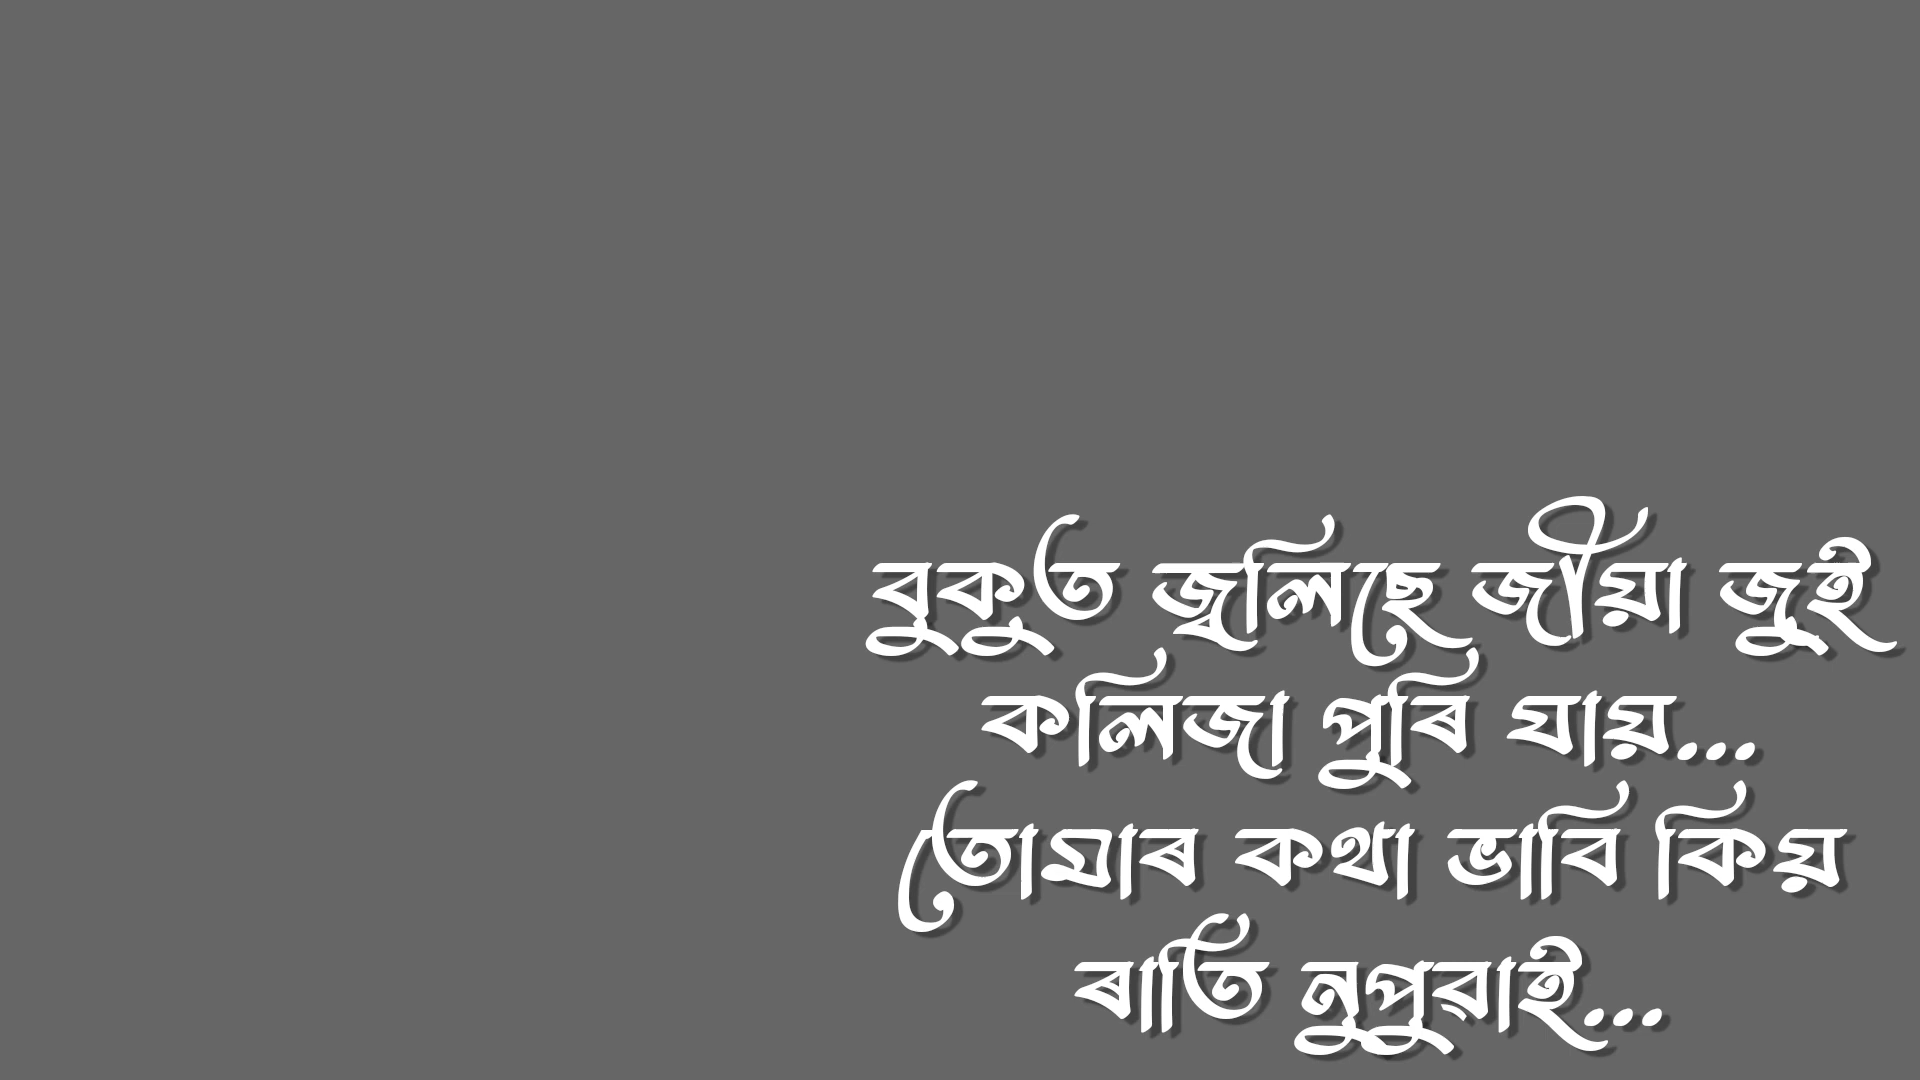 বুকুত জ্বলিছে জীয়া জুই
কলিজা পুৰি যায়...
তোমাৰ কথা ভাবি কিয়
ৰাতি নুপুৱাই...